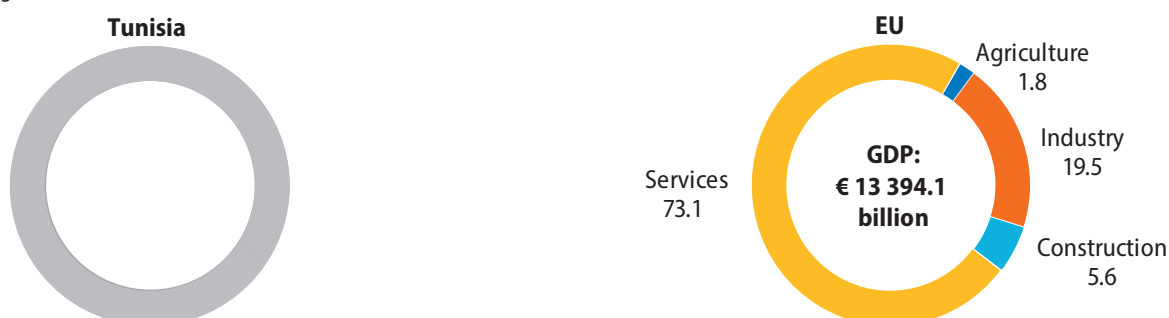 Tunisia
EU
Agriculture
1.8
Industry
19.5
GDP:
€ 13 394.1
billion
Services
73.1
Construction
5.6